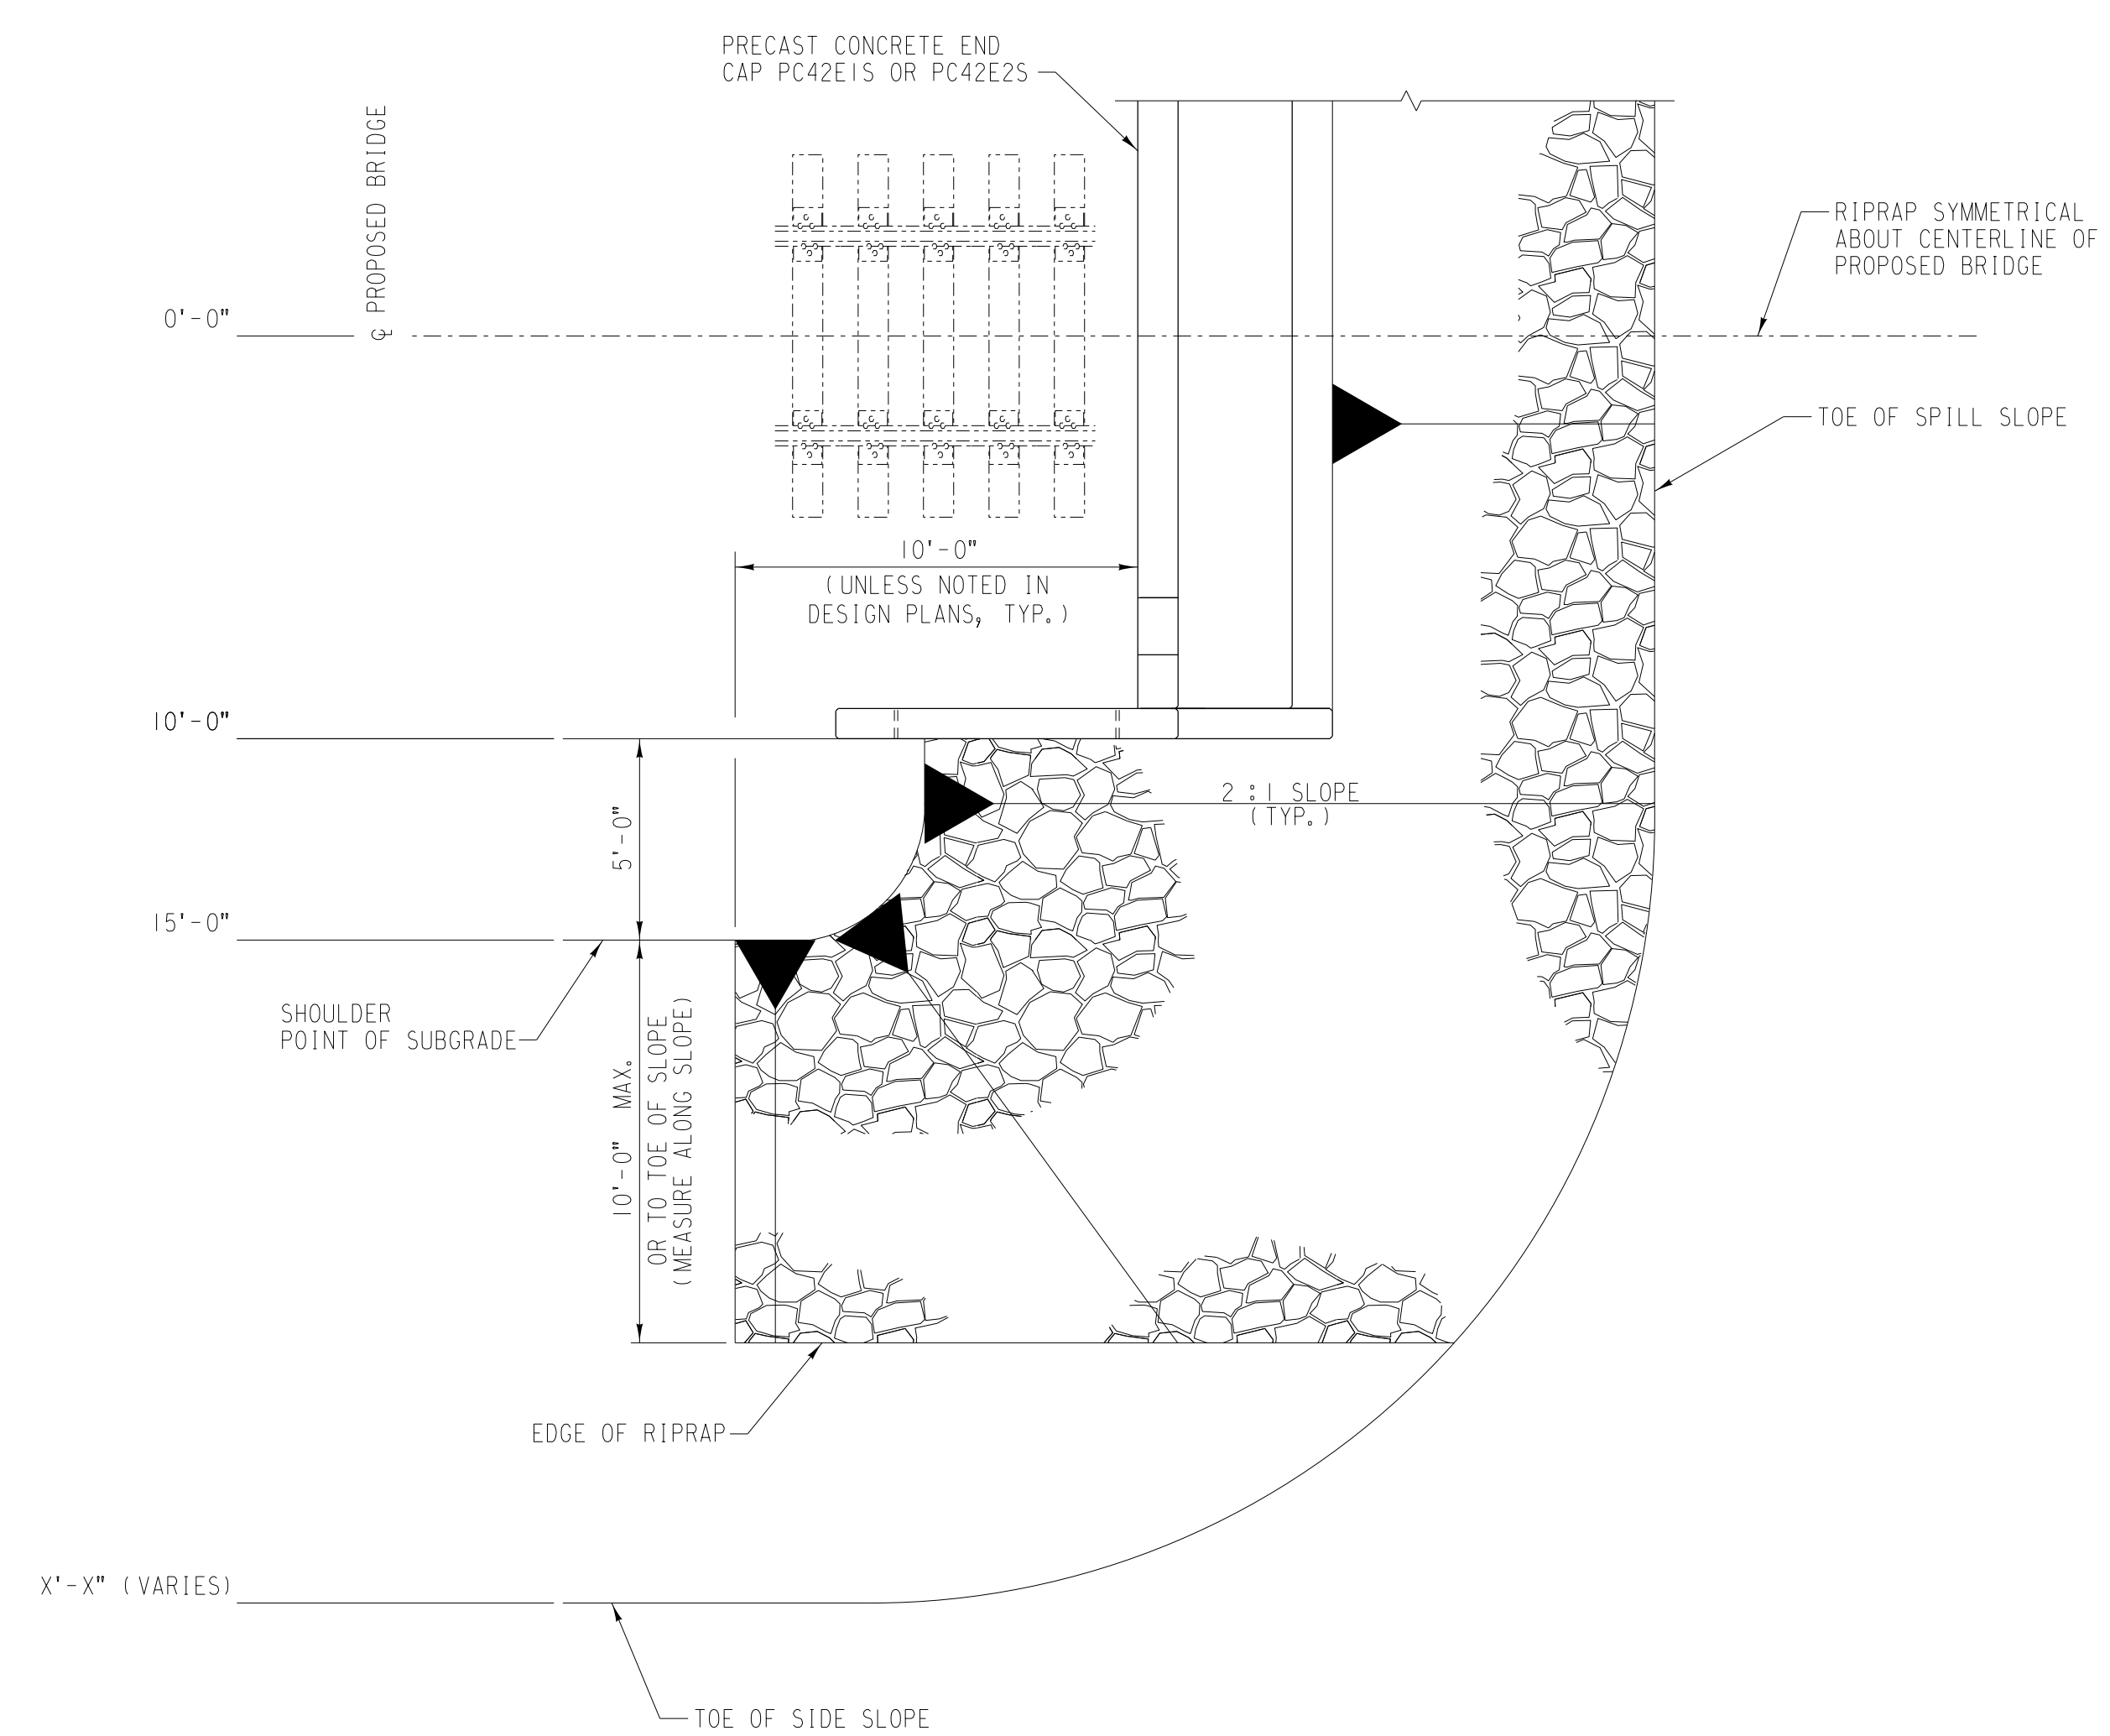 PRECAST CONCRETE END
CAP PC42E1S OR PC42E2S
℄ PROPOSED BRIDGE
RIPRAP SYMMETRICAL
ABOUT CENTERLINE OF
PROPOSED BRIDGE
0'-0"
TOE OF SPILL SLOPE
10'-0"
(UNLESS NOTED IN
DESIGN PLANS, TYP.)
10'-0"
2 : 1 SLOPE
(TYP.)
5'-0"
15'-0"
SHOULDER
POINT OF SUBGRADE
10'-0" MAX.
OR TO TOE OF SLOPE
(MEASURE ALONG SLOPE)
EDGE OF RIPRAP
X'-X" (VARIES)
TOE OF SIDE SLOPE